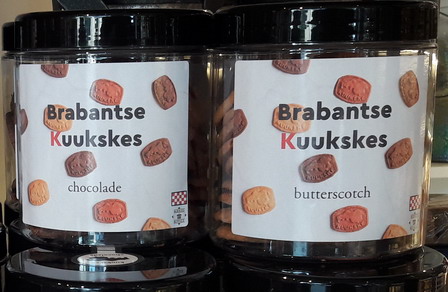 Brabantse
Kuukskes
chocolade
Brabantse
Kuukskes
butterscotch